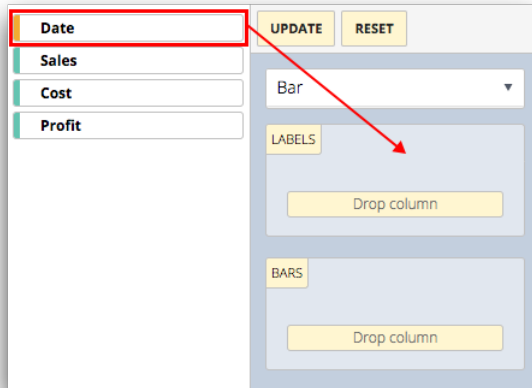 Date
Sales
Cost
Profit
UPDATE
RESET
Bar
LABELS
Drop column
BARS
Drop column